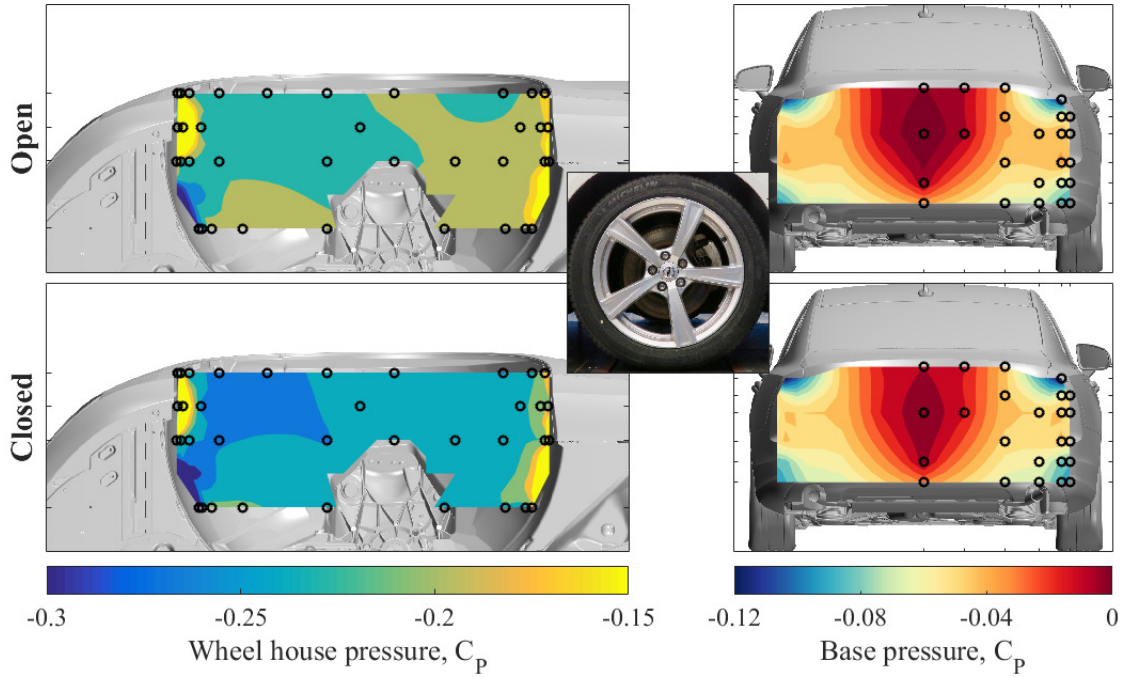 Open
MICHELIN
Closed
-0.3 -0.25 -0.2 -0.15
Wheel house pressure, C_P
-0.12 -0.08 -0.04 0
Base pressure, C_P